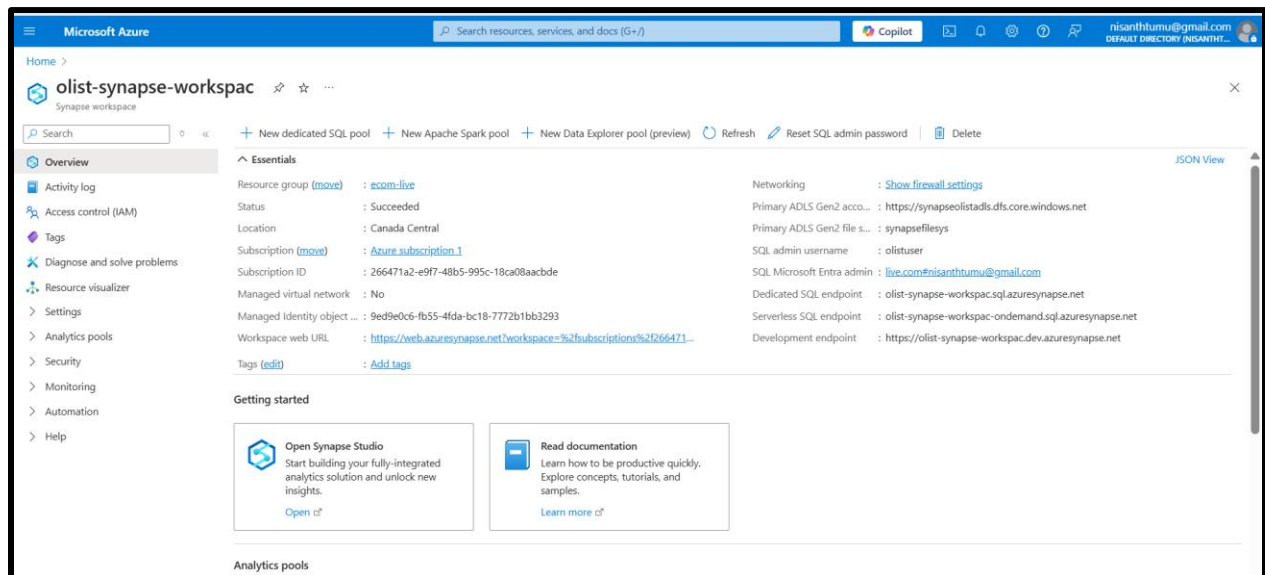 Microsoft Azure
Search resources, services, and docs (G+/)
Copilot
nisanthtumu@gmail.com
DEFAULT DIRECTORY (NISANTHT...
Home >
olist-synapse-workspac
Synapse workspace
Search
New dedicated SQL pool
New Apache Spark pool
New Data Explorer pool (preview)
Refresh
Reset SQL admin password
Delete
Overview
Activity log
Access control (IAM)
Tags
Diagnose and solve problems
Resource visualizer
Settings
Analytics pools
Security
Monitoring
Automation
Help
Essentials
JSON View
Resource group (move) : ecom-live
Status : Succeeded
Location : Canada Central
Subscription (move) : Azure subscription 1
Subscription ID : 266471a2-e9f7-48b5-995c-18ca08aacbde
Managed virtual network : No
Managed Identity object ... : 9ed9e0c6-fb55-4fda-bc18-7772b1bb3293
Workspace web URL : https://web.azuresynapse.net?workspace=%2fsubscriptions%2f266471...
Tags (edit) : Add tags
Networking : Show firewall settings
Primary ADLS Gen2 acco... : https://synapseolistadls.dfs.core.windows.net
Primary ADLS Gen2 file s... : synapsefilesys
SQL admin username : olistuser
SQL Microsoft Entra admin : live.com#nisanthtumu@gmail.com
Dedicated SQL endpoint : olist-synapse-workspac.sql.azuresynapse.net
Serverless SQL endpoint : olist-synapse-workspac-ondemand.sql.azuresynapse.net
Development endpoint : https://olist-synapse-workspac.dev.azuresynapse.net
Getting started
Open Synapse Studio
Start building your fully-integrated
analytics solution and unlock new
insights.
Open
Read documentation
Learn how to be productive quickly.
Explore concepts, tutorials, and
samples.
Learn more
Analytics pools